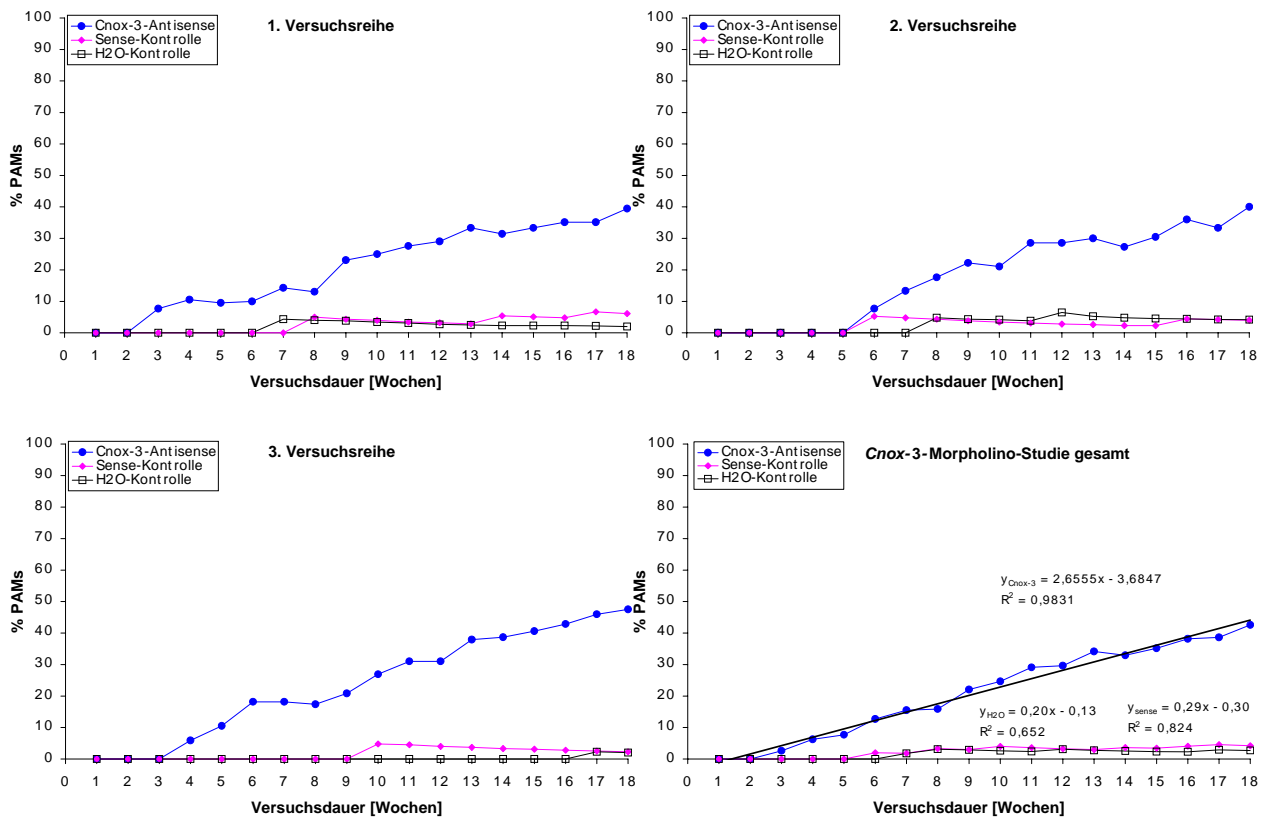 1. Versuchsreihe
Cnox-3-Antisense
Sense-Kontrolle
H2O-Kontrolle
% PAMs
100
90
80
70
60
50
40
30
20
10
0
0 1 2 3 4 5 6 7 8 9 10 11 12 13 14 15 16 17 18
Versuchsdauer [Wochen]
2. Versuchsreihe
Cnox-3-Antisense
Sense-Kontrolle
H2O-Kontrolle
% PAMs
100
90
80
70
60
50
40
30
20
10
0
0 1 2 3 4 5 6 7 8 9 10 11 12 13 14 15 16 17 18
Versuchsdauer [Wochen]
3. Versuchsreihe
Cnox-3-Antisense
Sense-Kontrolle
H2O-Kontrolle
% PAMs
100
90
80
70
60
50
40
30
20
10
0
0 1 2 3 4 5 6 7 8 9 10 11 12 13 14 15 16 17 18
Versuchsdauer [Wochen]
Cnox-3-Morpholino-Studie gesamt
Cnox-3-Antisense
Sense-Kontrolle
H2O-Kontrolle
% PAMs
100
90
80
70
60
50
40
30
20
10
0
yCnox-3 = 2,6555x - 3,6847
R² = 0,9831
yH2O = 0,20x - 0,13
R² = 0,652
ysense = 0,29x - 0,30
R² = 0,824
0 1 2 3 4 5 6 7 8 9 10 11 12 13 14 15 16 17 18
Versuchsdauer [Wochen]